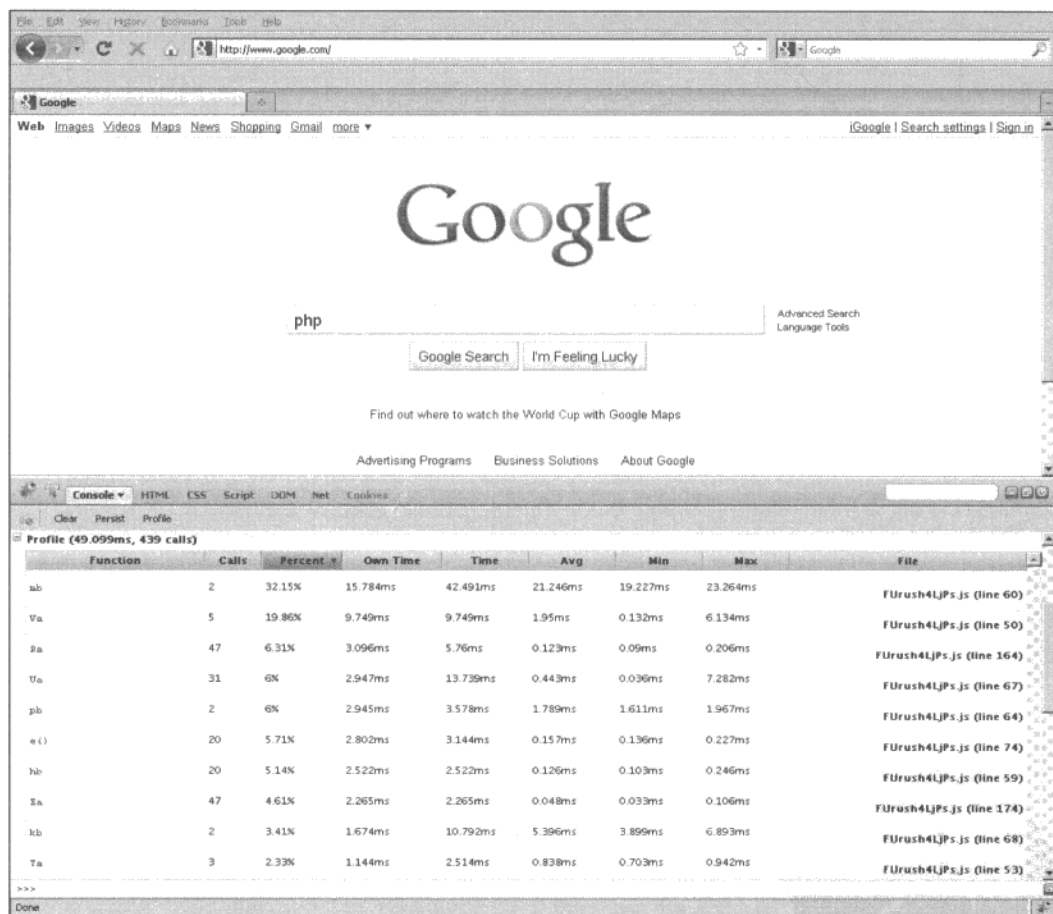 File Edit View History Bookmarks Tools Help
http://www.google.com/ Google
Google
Web Images Videos Maps News Shopping Gmail more ▼ iGoogle | Search settings | Sign in
Google
php Advanced Search
Language Tools
Google Search I'm Feeling Lucky
Find out where to watch the World Cup with Google Maps
Advertising Programs Business Solutions About Google
Console ▼ HTML CSS Script DOM Net Cookies
Clear Persist Profile
Profile (49.099ms, 439 calls)
Function Calls Percent ▼ Own Time Time Avg Min Max File
mb 2 32.15% 15.784ms 42.491ms 21.246ms 19.227ms 23.264ms FUrush4LjPs.js (line 60)
Va 5 19.86% 9.749ms 9.749ms 1.95ms 0.132ms 6.134ms FUrush4LjPs.js (line 50)
47 6.31% 3.096ms 5.76ms 0.123ms 0.09ms 0.206ms FUrush4LjPs.js (line 164)
Ua 31 6% 2.947ms 13.739ms 0.443ms 0.036ms 7.282ms FUrush4LjPs.js (line 67)
pb 2 6% 2.945ms 3.578ms 1.789ms 1.611ms 1.967ms FUrush4LjPs.js (line 64)
e() 20 5.71% 2.802ms 3.144ms 0.157ms 0.136ms 0.227ms FUrush4LjPs.js (line 74)
hb 20 5.14% 2.522ms 2.522ms 0.126ms 0.103ms 0.246ms FUrush4LjPs.js (line 59)
47 4.61% 2.265ms 2.265ms 0.048ms 0.033ms 0.106ms FUrush4LjPs.js (line 174)
kb 2 3.41% 1.674ms 10.792ms 5.396ms 3.899ms 6.893ms FUrush4LjPs.js (line 68)
Ta 3 2.33% 1.144ms 2.514ms 0.838ms 0.703ms 0.942ms FUrush4LjPs.js (line 53)
>>>
Done